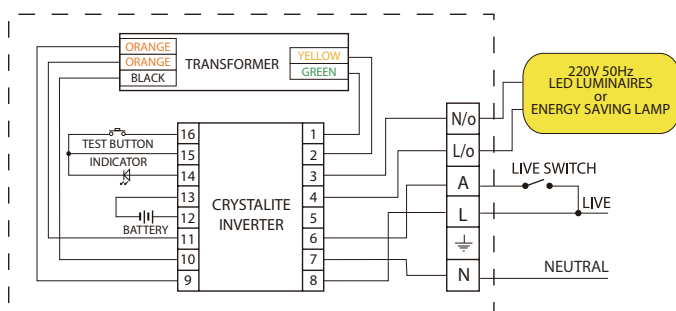 ORANGE
ORANGE
BLACK
TRANSFORMER
YELLOW
GREEN
220V 50Hz
LED LUMINAIRES
or
ENERGY SAVING LAMP
TEST BUTTON
INDICATOR
BATTERY
16
15
14
13
12
11
10
9
CRYSTALITE
INVERTER
1
2
3
4
5
6
7
8
N/o
L/o
A
L
N
LIVE SWITCH
LIVE
NEUTRAL